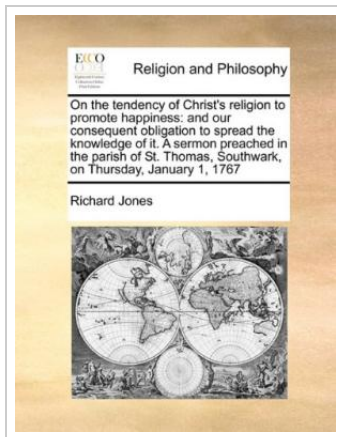 ECCO
Religion and Philosophy
On the tendency of Christ's religion to
promote happiness: and our
consequent obligation to spread the
knowledge of it. A sermon preached in
the parish of St. Thomas, Southwark,
on Thursday, January 1, 1767
Richard Jones